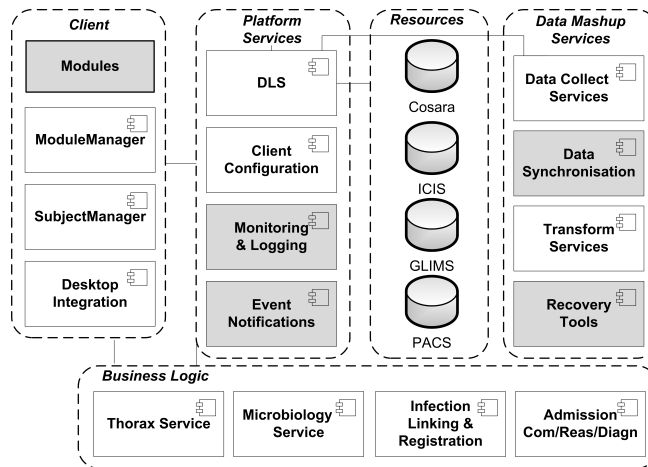 Client
Modules
ModuleManager
SubjectManager
Desktop
Integration
Platform
Services
DLS
Client
Configuration
Monitoring
& Logging
Event
Notifications
Resources
Cosara
ICIS
GLIMS
PACS
Data Mashup
Services
Data Collect
Services
Data
Synchronisation
Transform
Services
Recovery
Tools
Business Logic
Thorax Service
Microbiology
Service
Infection
Linking &
Registration
Admission
Com/Reas/Diagn